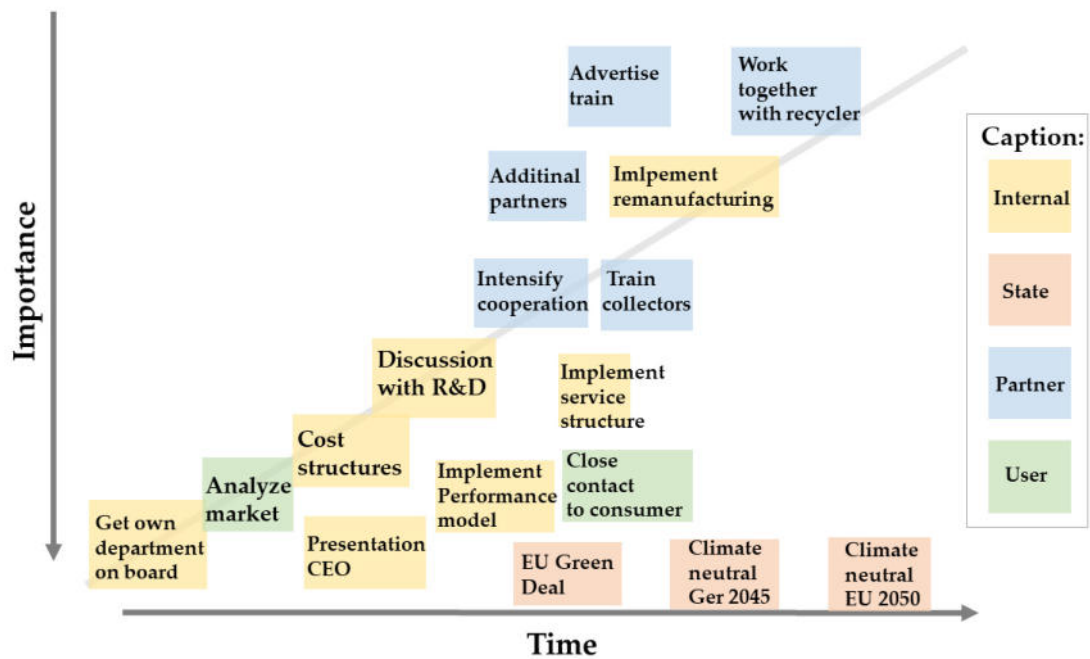 Importance
Advertise
train
Work
together
with recycler
Additinal
partners
Imlpement
remanufacturing
Intensify
cooperation
Train
collectors
Discussion
with R&D
Implement
service
structure
Cost
structures
Analyze
market
Implement
Performance
model
Close
contact
to consumer
Get own
department
on board
Presentation
CEO
EU Green
Deal
Climate
neutral
Ger 2045
Climate
neutral
EU 2050
Time
Caption:
Internal
State
Partner
User